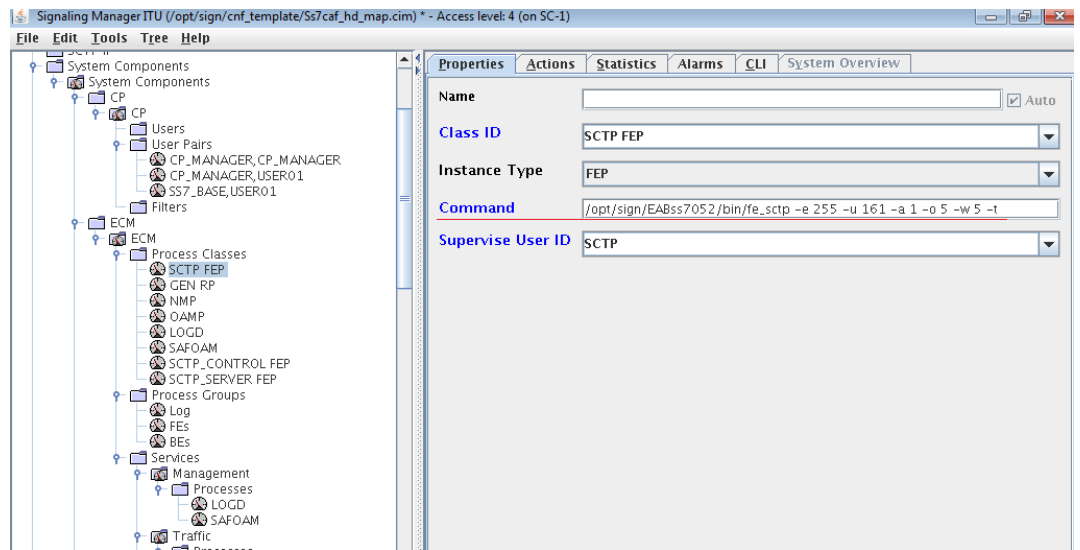 Signaling Manager ITU (/opt/sign/cnf_template/Ss7caf_hd_map.cim) * - Access level: 4 (on SC-1)
File Edit Tools Tree Help
System Components
System Components
CP
CP
Users
User Pairs
CP_MANAGER,CP_MANAGER
CP_MANAGER,USER01
SS7_BASE,USER01
Filters
ECM
ECM
Process Classes
SCTP FEP
GEN RP
NMP
OAMP
LOGD
SAFOAM
SCTP_CONTROL FEP
SCTP_SERVER FEP
Process Groups
Log
FEs
BEs
Services
Management
Processes
LOGD
SAFOAM
Traffic
Processes
Properties Actions Statistics Alarms CLI System Overview
Name
Auto
Class ID SCTP FEP
Instance Type FEP
Command /opt/sign/EABss7052/bin/fe_sctp -e 255 -u 161 -a 1 -o 5 -w 5 -t
Supervise User ID SCTP